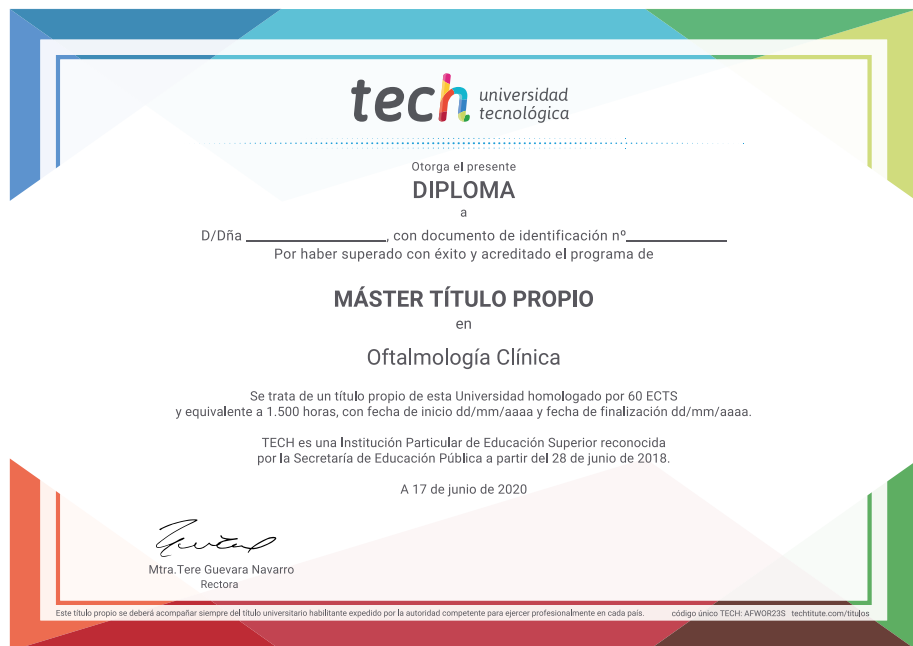 tech universidad
tecnológica
Otorga el presente
DIPLOMA
a
D/Dña ________________, con documento de identificación nº____________
Por haber superado con éxito y acreditado el programa de
MÁSTER TÍTULO PROPIO
en
Oftalmología Clínica
Se trata de un título propio de esta Universidad homologado por 60 ECTS
y equivalente a 1.500 horas, con fecha de inicio dd/mm/aaaa y fecha de finalización dd/mm/aaaa.
TECH es una Institución Particular de Educación Superior reconocida
por la Secretaría de Educación Pública a partir del 28 de junio de 2018.
A 17 de junio de 2020
Mtra.Tere Guevara Navarro
Rectora
Este título propio se deberá acompañar siempre del título universitario habilitante expedido por la autoridad competente para ejercer profesionalmente en cada país. código único TECH: AFWOR23S techtitute.com/titulos